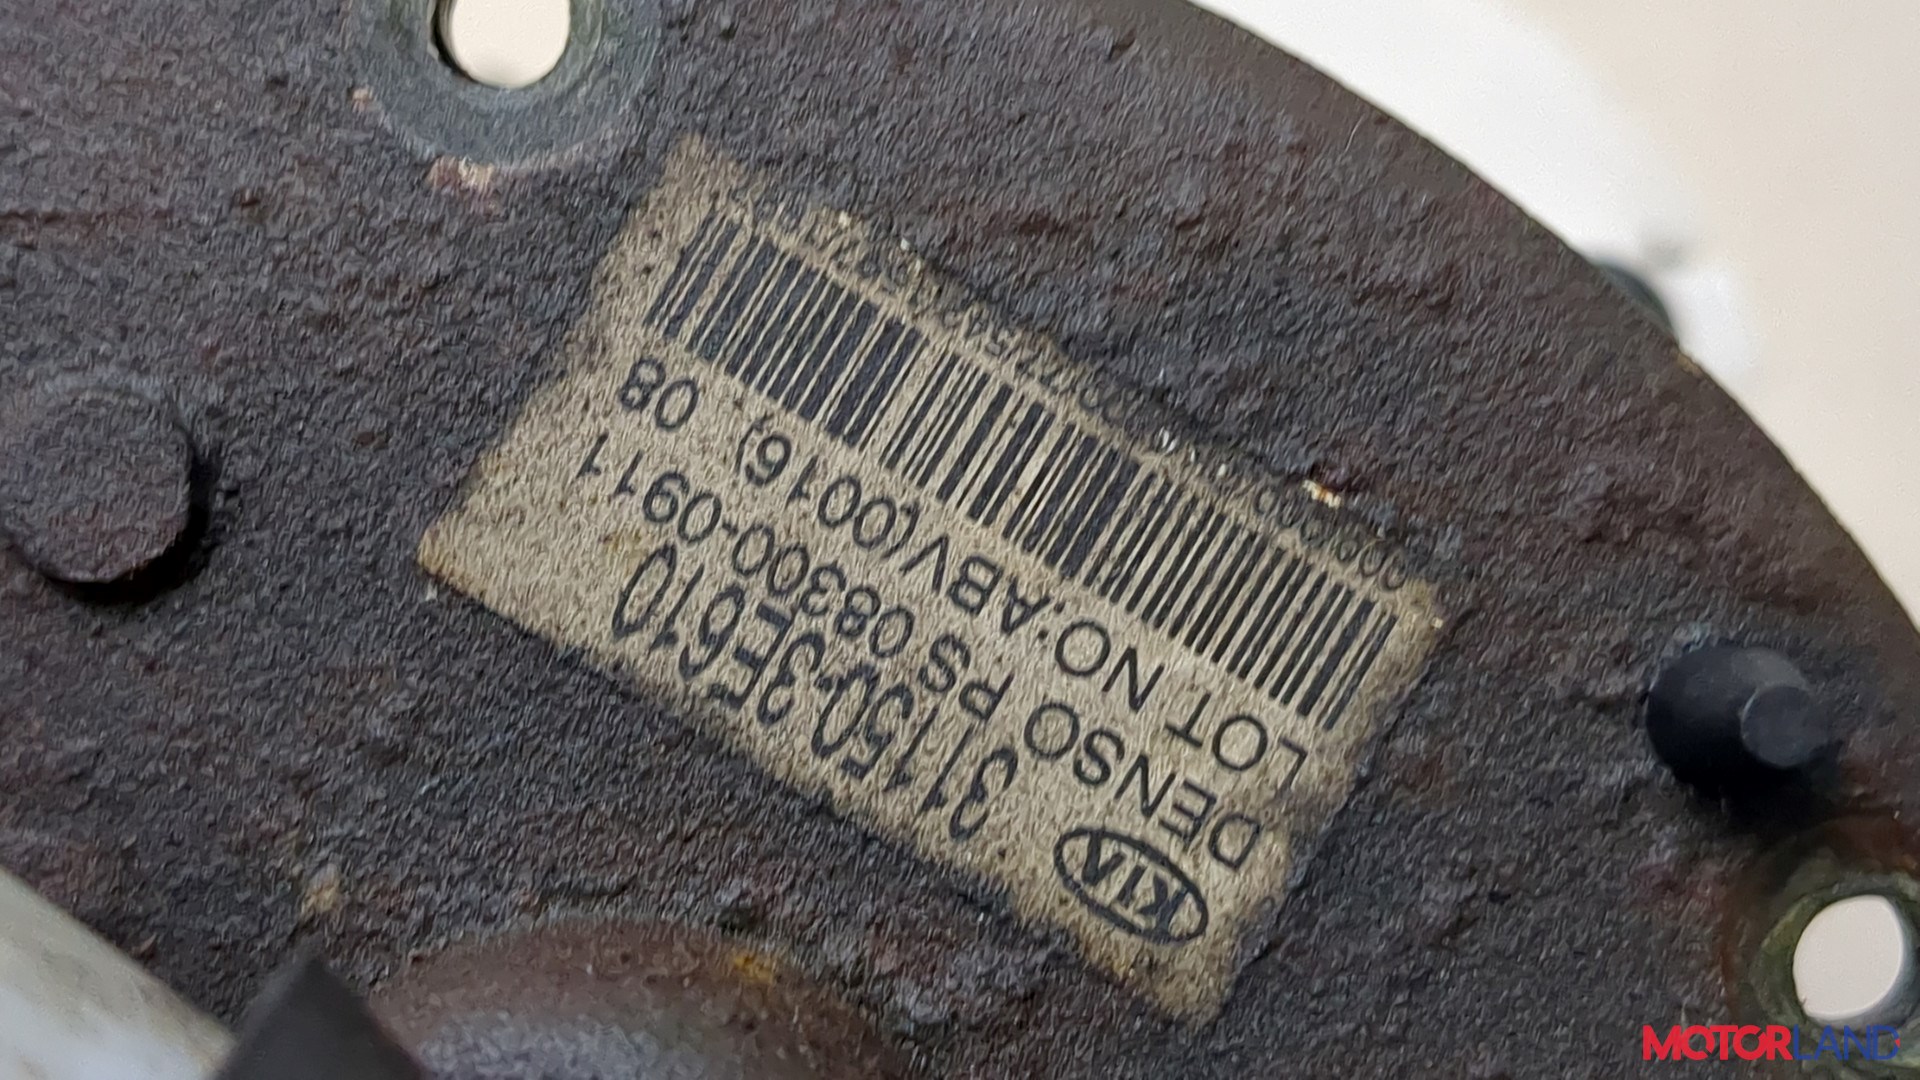 KIA
31150-3E610
DENSO PS 08300-0911
LOT NO:ABV(0016) 08
MOTORLAND